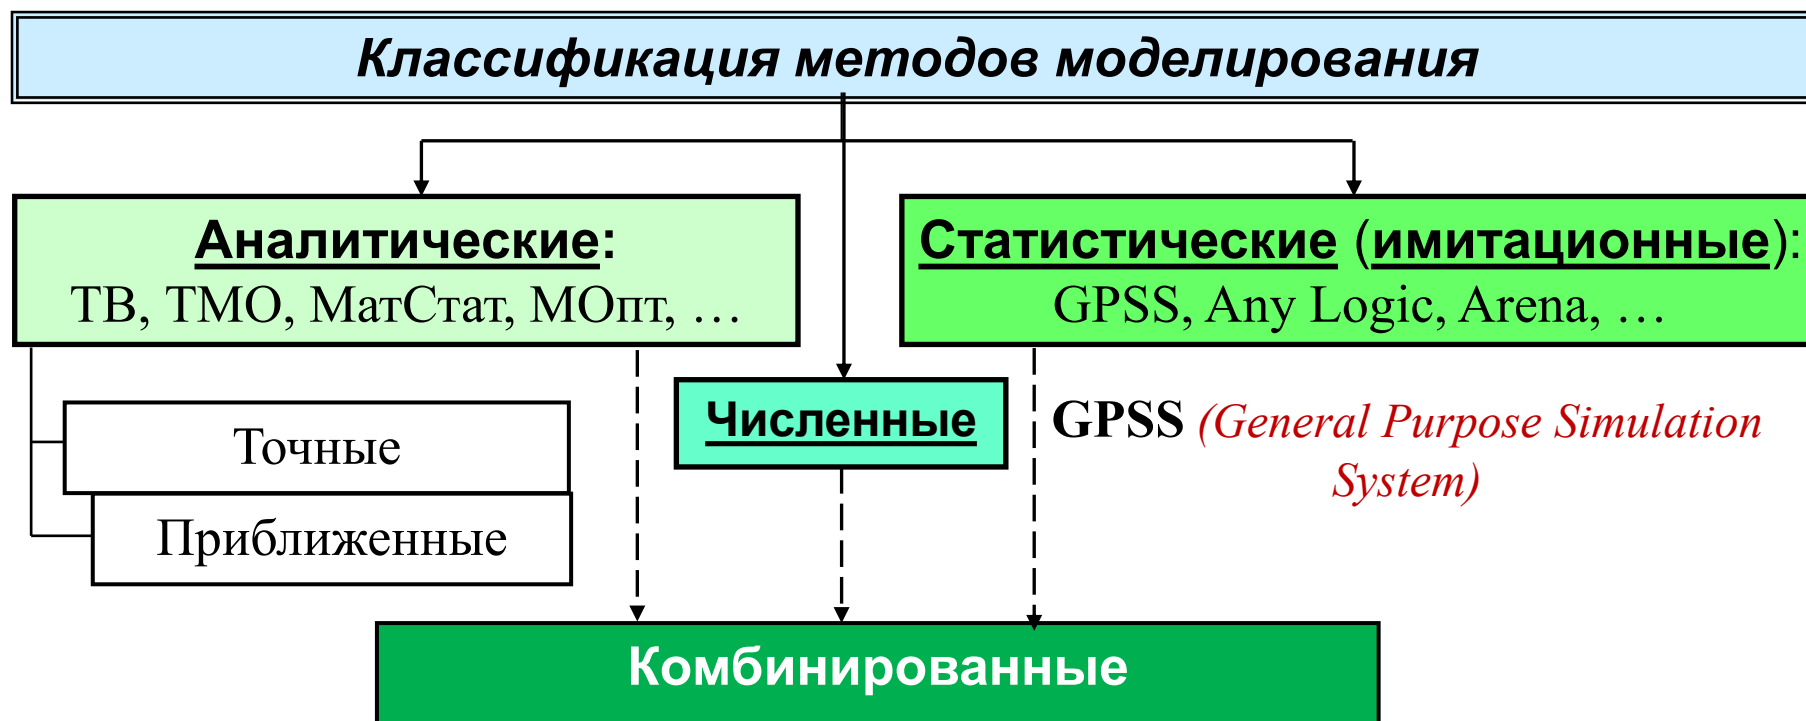 Классификация методов моделирования
Аналитические:
ТВ, ТМО, МатСтат, МОпт, …
Статистические (имитационные):
GPSS, Any Logic, Arena, …
Численные
GPSS (General Purpose Simulation
System)
Точные
Приближенные
Комбинированные